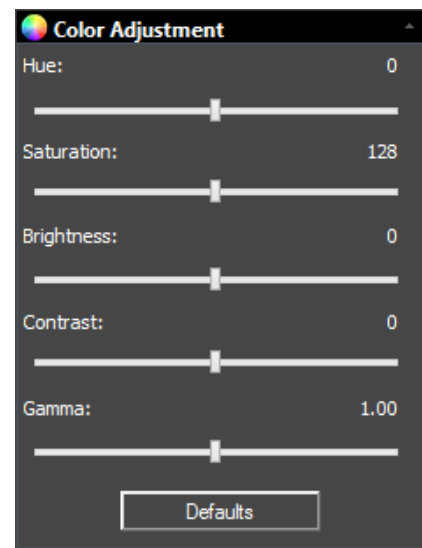 Color Adjustment
Hue: 0
Saturation: 128
Brightness: 0
Contrast: 0
Gamma: 1.00
Defaults